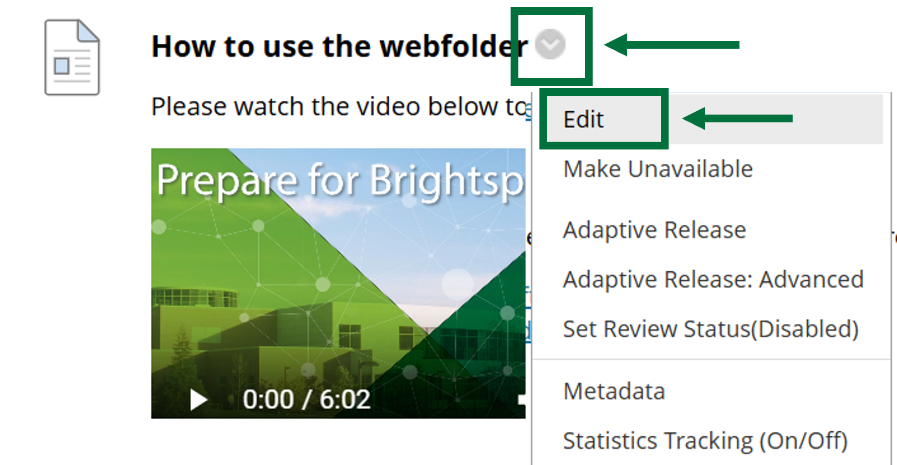 How to use the webfolder
Please watch the video below to
Edit
Prepare for Brightsp
Make Unavailable
Adaptive Release
Adaptive Release: Advanced
Set Review Status(Disabled)
0:00 / 6:02
Metadata
Statistics Tracking (On/Off)